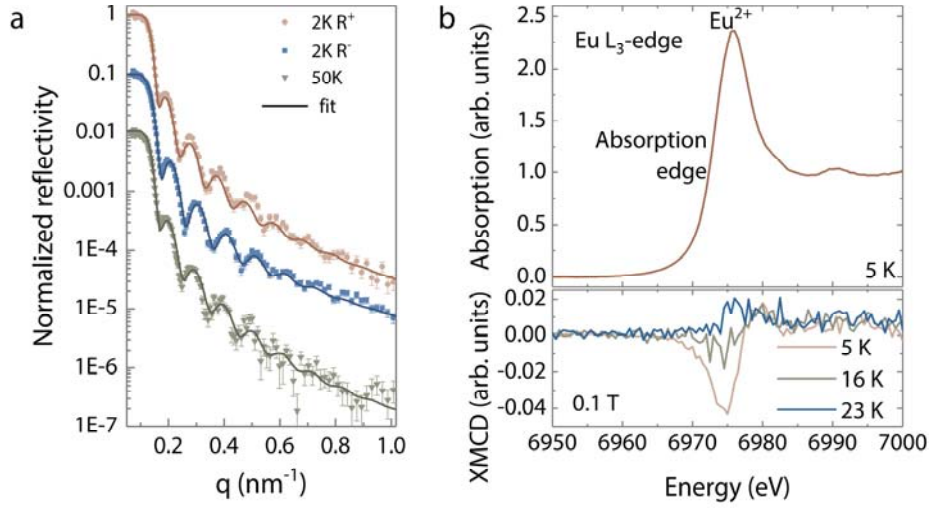 a
2K R⁺
2K R⁻
50K
fit
1
0.1
0.01
0.001
1E-4
1E-5
1E-6
1E-7
Normalized reflectivity
0.2 0.4 0.6 0.8 1.0
q (nm⁻¹)
b
Eu²⁺
Eu L₃-edge
Absorption
edge
5 K
2.5
2.0
1.5
1.0
0.5
0.0
Absorption (arb. units)
0.02
0.00
-0.02
-0.04
XMCD (arb. units)
0.1 T
5 K
16 K
23 K
6950 6960 6970 6980 6990 7000
Energy (eV)